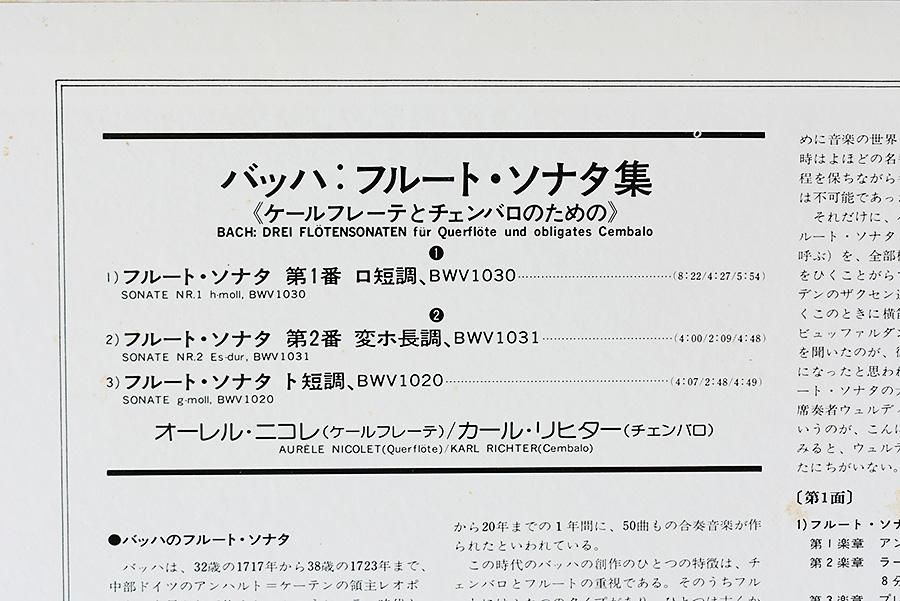 バッハ:フルート・ソナタ集
《ケールフレーテとチェンバロのための》
BACH: DREI FLÖTENSONATEN für Querflöte und obligates Cembalo
❶
1) フルート・ソナタ 第1番 ロ短調、BWV1030……(8:22/4:27/5:54)
SONATE NR.1 h-moll, BWV1030
❷
2) フルート・ソナタ 第2番 変ホ長調、BWV1031……(4:00/2:09/4:48)
SONATE NR.2 Es-dur, BWV1031
3) フルート・ソナタ ト短調、BWV1020……(4:07/2:48/4:49)
SONATE g-moll, BWV1020
オーレル・ニコレ(ケールフレーテ)/カール・リヒター(チェンバロ)
AURÈLE NICOLET(Querflöte)/KARL RICHTER(Cembalo)
●バッハのフルート・ソナタ
バッハは、32歳の1717年から38歳の1723年まで、
中部ドイツのアンハルト=ケーテンの領主レオポ
から20年までの1年間に、50曲もの合奏音楽が作
られたといわれている。
この時代のバッハの創作のひとつの特徴は、チ
ェンバロとフルートの重視である。そのうちフル
めに音楽の世界
時はよほどの名
程を保ちながら
は不可能であっ
それだけに、
ルート・ソナタ
呼ぶ)を、全部
をひくことがら
デンのザクセン
くこのときに横
ビュッファルダン
を聞いたのが、
になったと思わ
ート・ソナタの
席奏者ウェルディ
いうのが、こん
みると、ウェル
たにちがいない。
〔第1面〕
1)フルート・ソナ
第1楽章 アン
第2楽章 ラー
8分
第3楽章 プレ